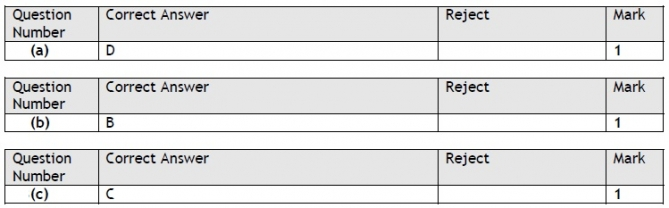 Question Number Correct Answer Reject Mark
(a) D 1
Question Number Correct Answer Reject Mark
(b) B 1
Question Number Correct Answer Reject Mark
(c) C 1